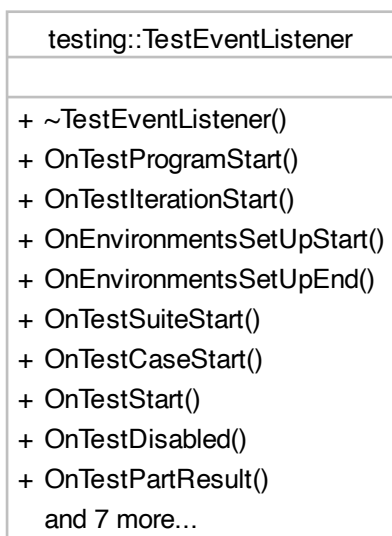 testing::TestEventListener
+ ~TestEventListener()
+ OnTestProgramStart()
+ OnTestIterationStart()
+ OnEnvironmentsSetUpStart()
+ OnEnvironmentsSetUpEnd()
+ OnTestSuiteStart()
+ OnTestCaseStart()
+ OnTestStart()
+ OnTestDisabled()
+ OnTestPartResult()
and 7 more...